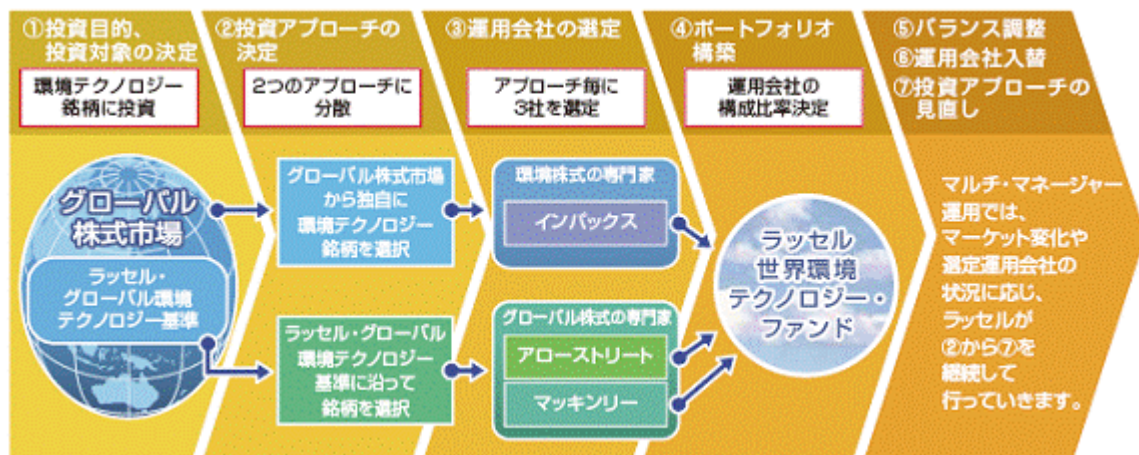 ①投資目的、
投資対象の決定
環境テクノロジー
銘柄に投資
②投資アプローチの
決定
2つのアプローチに
分散
③運用会社の選定
アプローチ毎に
3社を選定
④ポートフォリオ
構築
運用会社の
構成比率決定
⑤バランス調整
⑥運用会社入替
⑦投資アプローチの
見直し
グローバル
株式市場
ラッセル・
グローバル環境
テクノロジー基準
グローバル株式市場
から独自に
環境テクノロジー
銘柄を選択
ラッセル・グローバル
環境テクノロジー
基準に沿って
銘柄を選択
環境株式の専門家
インパックス
グローバル株式の専門家
アローストリート
マッキンリー
ラッセル
世界環境
テクノロジー・
ファンド
マルチ・マネージャー
運用では、
マーケット変化や
選定運用会社の
状況に応じ、
ラッセルが
②から⑦を
継続して
行っていきます。